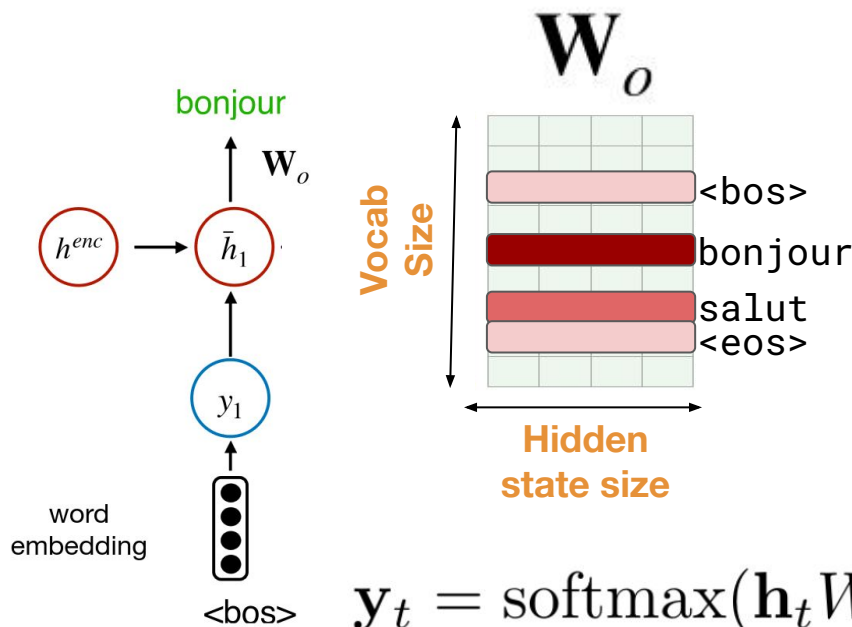 bonjour
W_o
h^{enc}
h̄_1
y_1
word
embedding
<bos>
W_o
Vocab
Size
<bos>
bonjour
salut
<eos>
Hidden
state size
y_t = softmax(h_t W